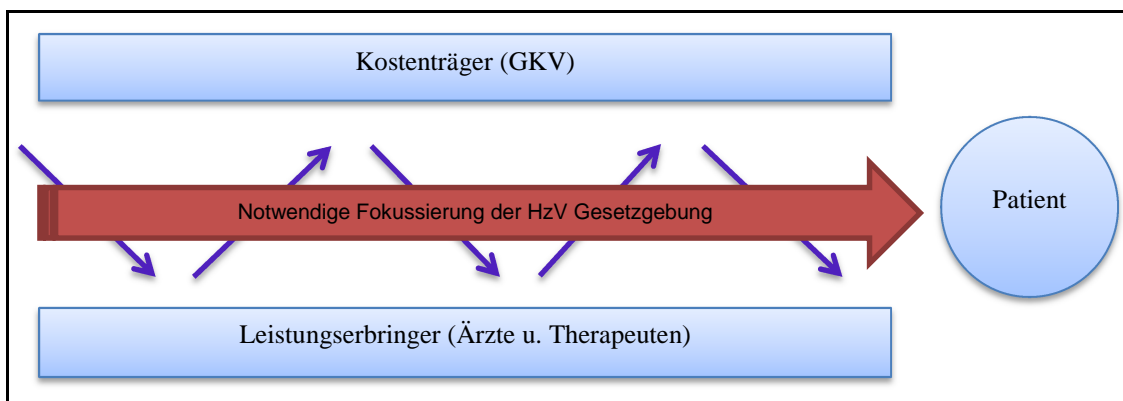 Kostenträger (GKV)
Notwendige Fokussierung der HzV Gesetzgebung
Patient
Leistungserbringer (Ärzte u. Therapeuten)